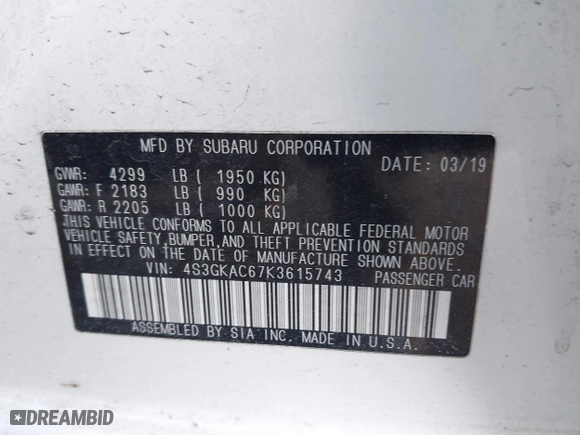 MFD BY SUBARU CORPORATION
GVWR: 4299 LB ( 1950 KG) DATE: 03/19
GAWR: F 2183 LB ( 990 KG)
GAWR: R 2205 LB ( 1000 KG)
THIS VEHICLE CONFORMS TO ALL APPLICABLE FEDERAL MOTOR
VEHICLE SAFETY, BUMPER, AND THEFT PREVENTION STANDARDS
IN EFFECT ON THE DATE OF MANUFACTURE SHOWN ABOVE.
VIN: 4S3GKAC67K3615743 PASSENGER CAR
ASSEMBLED BY SIA INC. MADE IN U.S.A.
DREAMBID